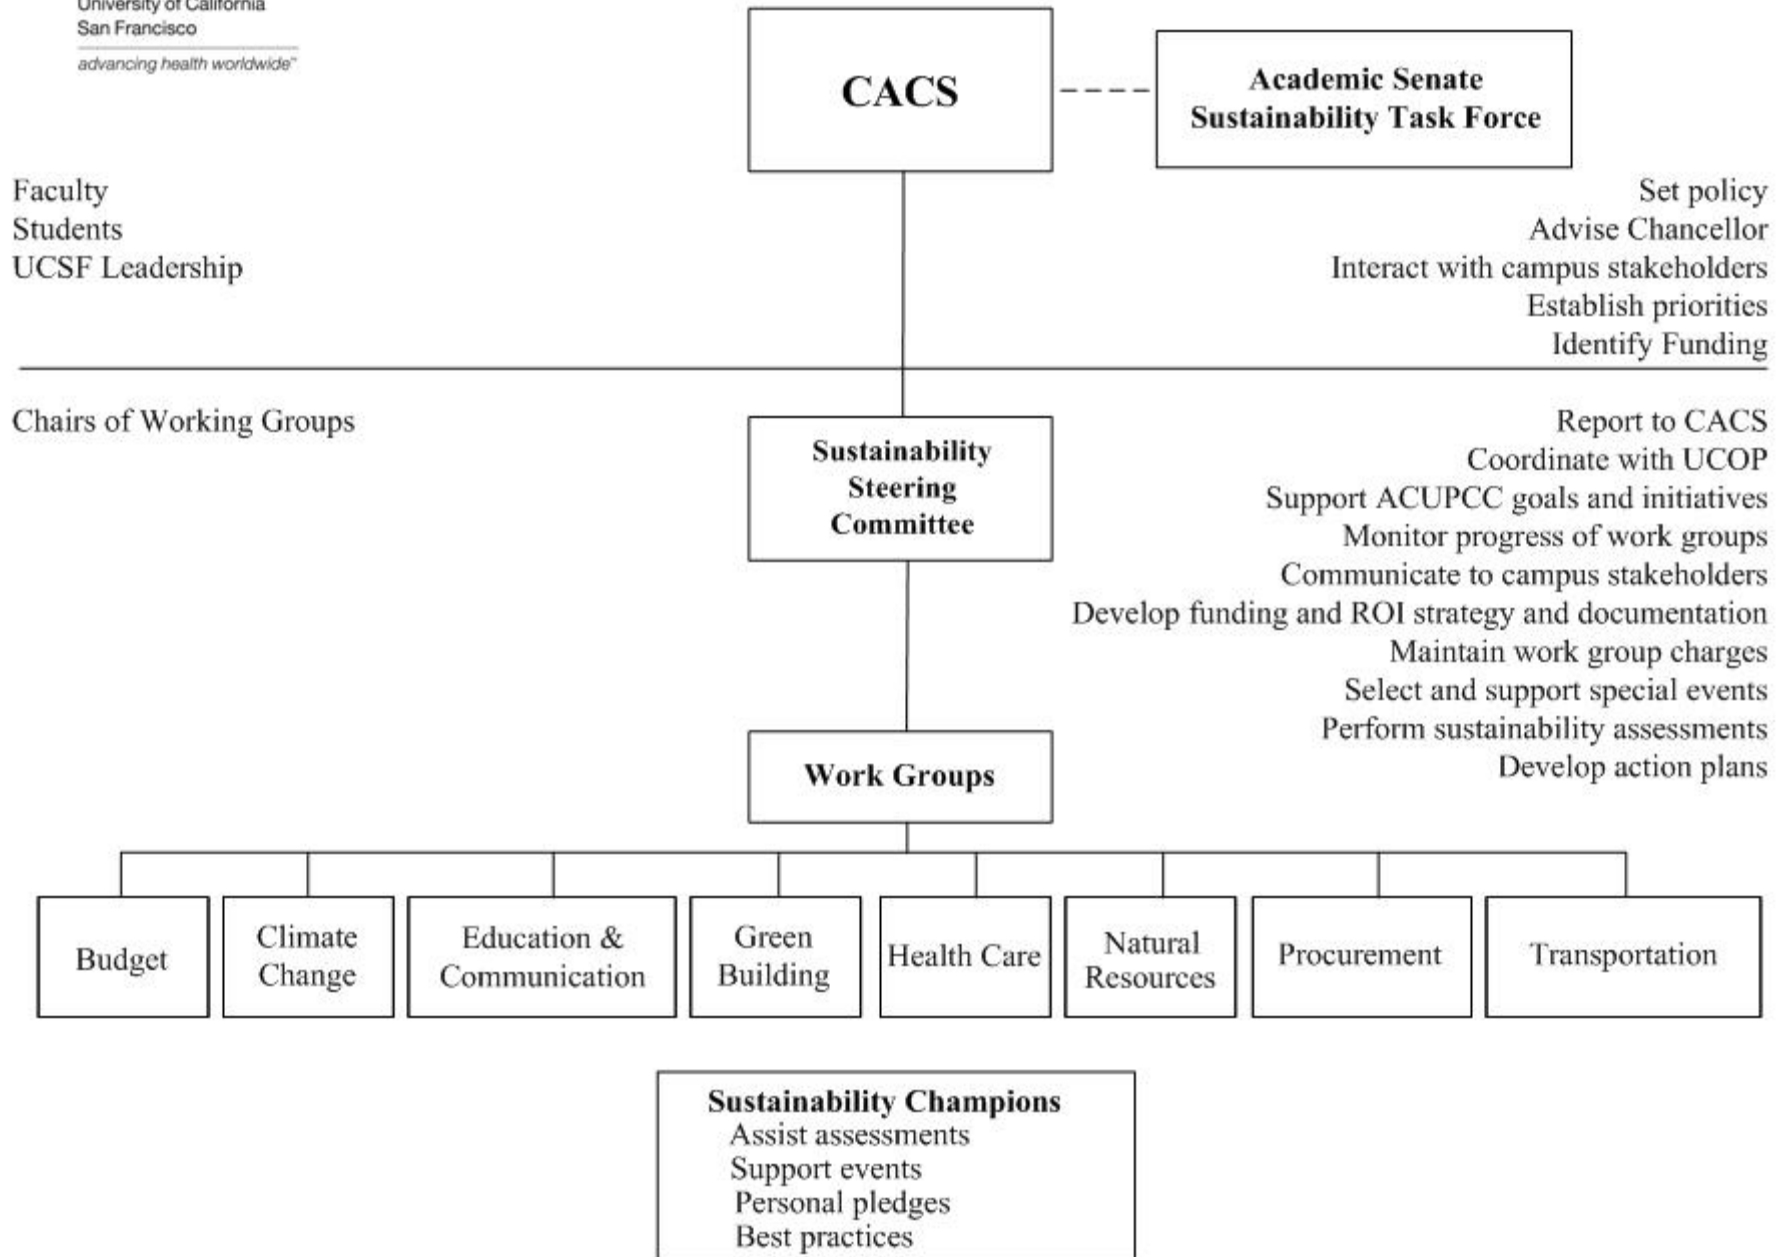 University of California
San Francisco
advancing health worldwide™
CACS
Academic Senate
Sustainability Task Force
Faculty
Students
UCSF Leadership
Set policy
Advise Chancellor
Interact with campus stakeholders
Establish priorities
Identify Funding
Chairs of Working Groups
Sustainability
Steering
Committee
Report to CACS
Coordinate with UCOP
Support ACUPCC goals and initiatives
Monitor progress of work groups
Communicate to campus stakeholders
Develop funding and ROI strategy and documentation
Maintain work group charges
Select and support special events
Perform sustainability assessments
Develop action plans
Work Groups
Budget
Climate
Change
Education &
Communication
Green
Building
Health Care
Natural
Resources
Procurement
Transportation
Sustainability Champions
Assist assessments
Support events
Personal pledges
Best practices